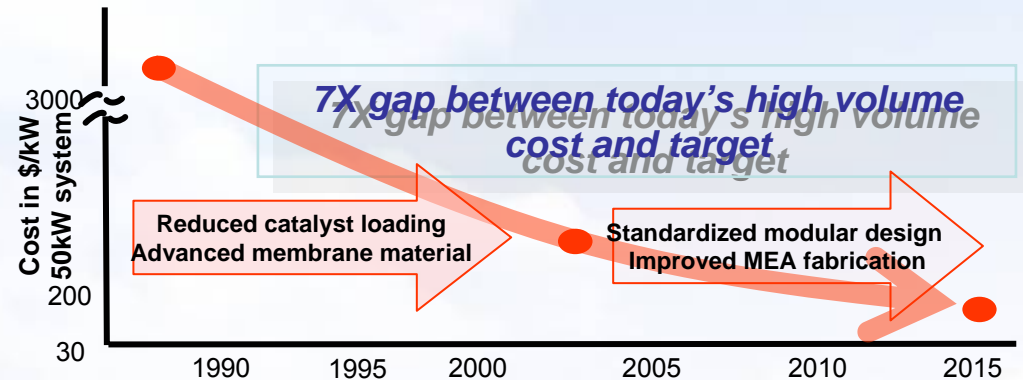 7X gap between today's high volume
cost and target
3000
Cost in $/kW
50kW system
Reduced catalyst loading
Advanced membrane material
Standardized modular design
Improved MEA fabrication
200
30
1990 1995 2000 2005 2010 2015